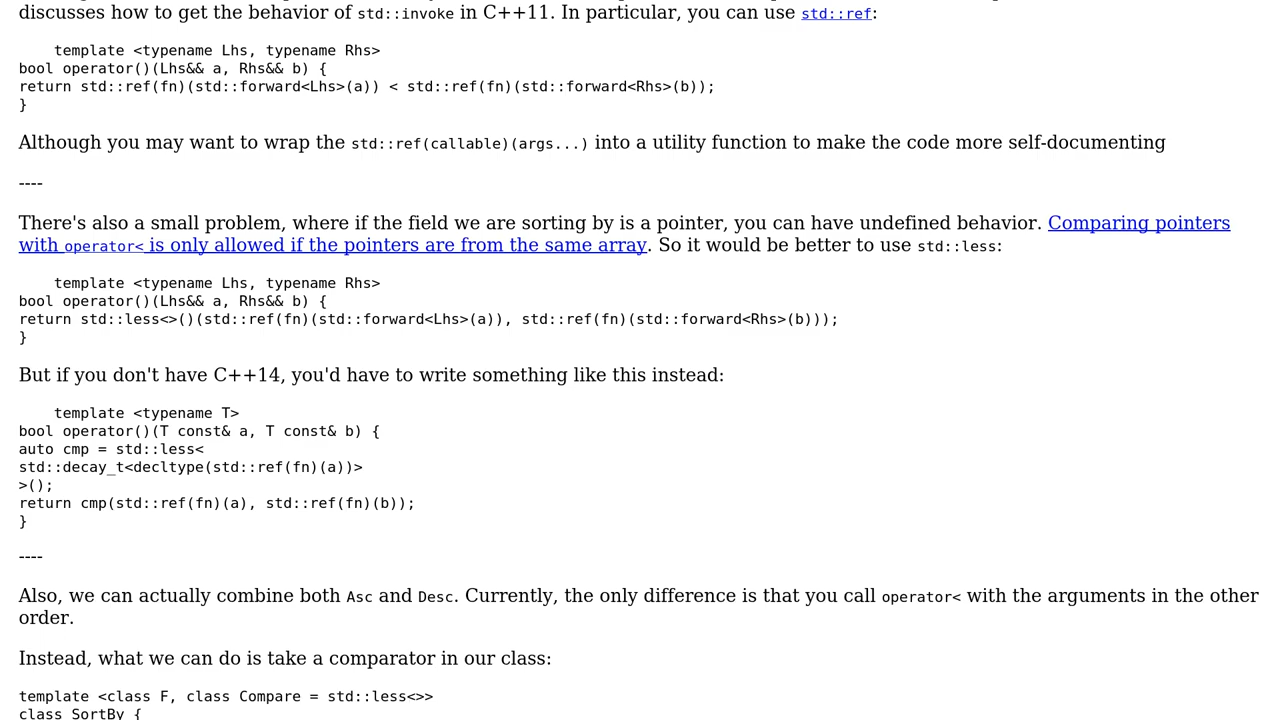 discusses how to get the behavior of std::invoke in C++11. In particular, you can use std::ref:
template <typename Lhs, typename Rhs>
bool operator()(Lhs&& a, Rhs&& b) {
return std::ref(fn)(std::forward<Lhs>(a)) < std::ref(fn)(std::forward<Rhs>(b));
}
Although you may want to wrap the std::ref(callable)(args...) into a utility function to make the code more self-documenting
----
There's also a small problem, where if the field we are sorting by is a pointer, you can have undefined behavior. Comparing pointers
with operator< is only allowed if the pointers are from the same array. So it would be better to use std::less:
template <typename Lhs, typename Rhs>
bool operator()(Lhs&& a, Rhs&& b) {
return std::less<>()(std::ref(fn)(std::forward<Lhs>(a)), std::ref(fn)(std::forward<Rhs>(b)));
}
But if you don't have C++14, you'd have to write something like this instead:
template <typename T>
bool operator()(T const& a, T const& b) {
auto cmp = std::less<
std::decay_t<decltype(std::ref(fn)(a))>
>();
return cmp(std::ref(fn)(a), std::ref(fn)(b));
}
----
Also, we can actually combine both Asc and Desc. Currently, the only difference is that you call operator< with the arguments in the other
order.
Instead, what we can do is take a comparator in our class:
template <class F, class Compare = std::less<>>
class SortBy {